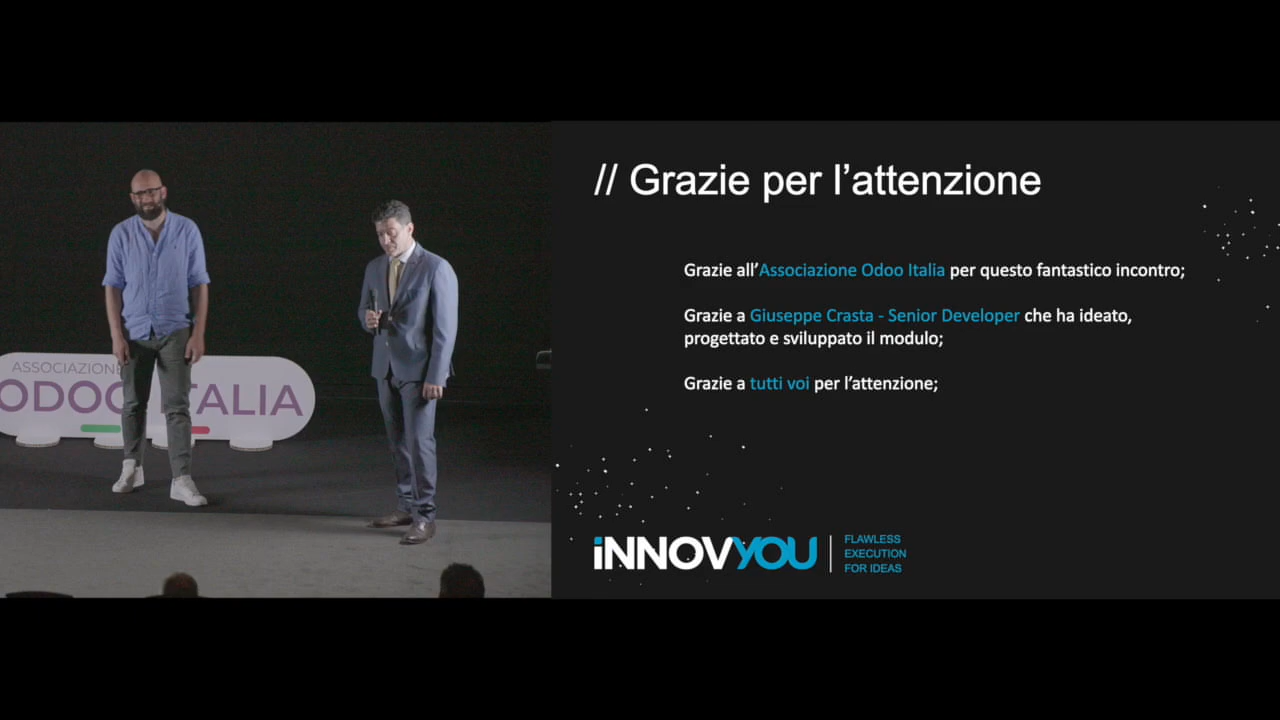 ASSOCIAZIONE
ODOO ITALIA
// Grazie per l’attenzione
Grazie all’Associazione Odoo Italia per questo fantastico incontro;
Grazie a Giuseppe Crasta - Senior Developer che ha ideato,
progettato e sviluppato il modulo;
Grazie a tutti voi per l’attenzione;
iNNOVYOU
FLAWLESS
EXECUTION
FOR IDEAS